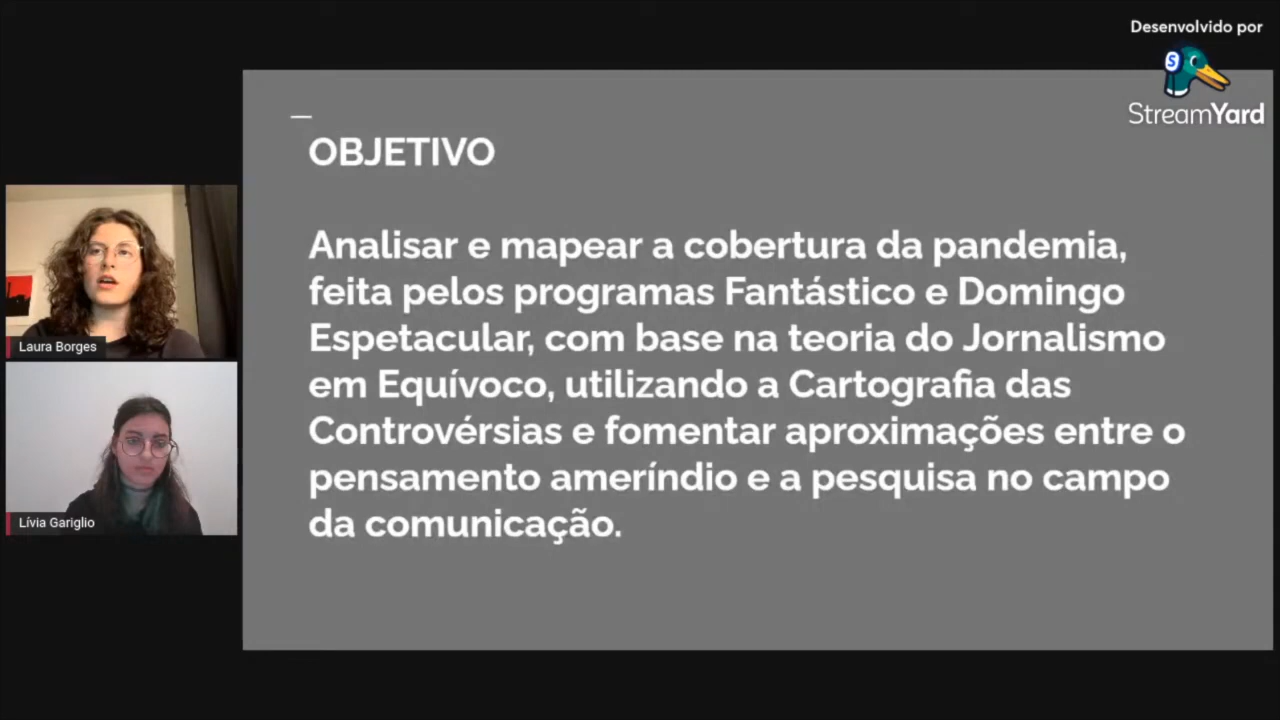 Desenvolvido por
StreamYard
OBJETIVO
Analisar e mapear a cobertura da pandemia,
feita pelos programas Fantástico e Domingo
Espetacular, com base na teoria do Jornalismo
em Equívoco, utilizando a Cartografia das
Controvérsias e fomentar aproximações entre o
pensamento ameríndio e a pesquisa no campo
da comunicação.
Laura Borges
Lívia Gariglio